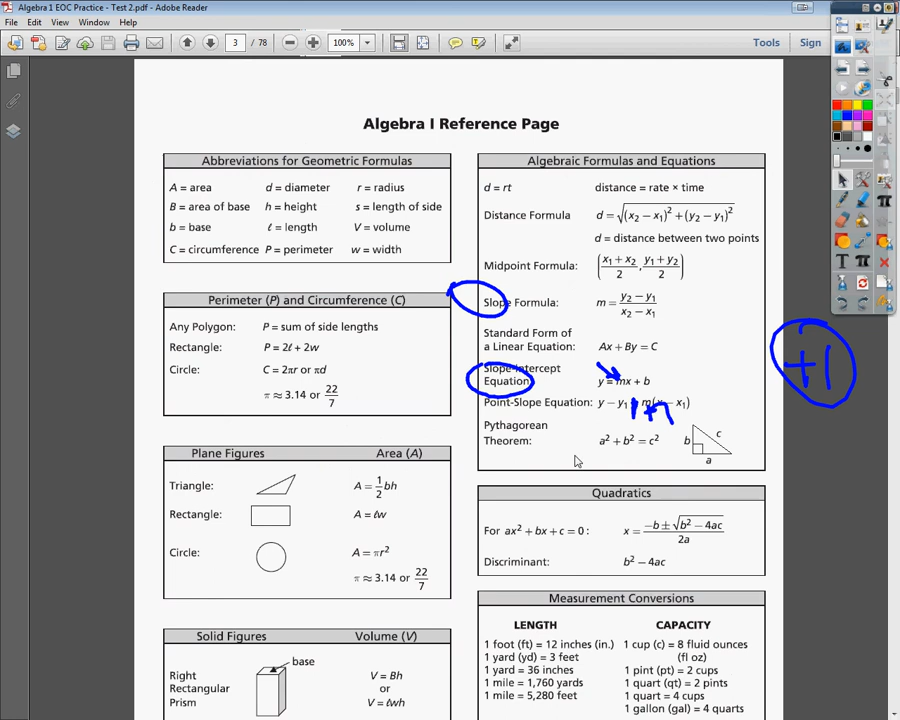 Algebra 1 EOC Practice - Test 2.pdf - Adobe Reader
File Edit View Window Help
3 / 78 100% Tools Sign
Algebra I Reference Page
Abbreviations for Geometric Formulas
A = area d = diameter r = radius
B = area of base h = height s = length of side
b = base ℓ = length V = volume
C = circumference P = perimeter w = width
Perimeter (P) and Circumference (C)
Any Polygon: P = sum of side lengths
Rectangle: P = 2ℓ + 2w
Circle: C = 2πr or πd
π ≈ 3.14 or 22/7
Plane Figures Area (A)
Triangle: A = 1/2 bh
Rectangle: A = ℓw
Circle: A = πr²
π ≈ 3.14 or 22/7
Solid Figures Volume (V)
base
Right V = Bh
Rectangular or
Prism V = ℓwh
Algebraic Formulas and Equations
d = rt distance = rate × time
Distance Formula d = √(x₂ − x₁)² + (y₂ − y₁)²
d = distance between two points
Midpoint Formula: (x₁ + x₂/2, y₁ + y₂/2)
Slope Formula: m = y₂ − y₁/x₂ − x₁
Standard Form of
a Linear Equation: Ax + By = C
Slope-Intercept
Equation: y = mx + b
Point-Slope Equation: y − y₁ = m(x − x₁)
Pythagorean
Theorem: a² + b² = c²
b c
a
+1
Quadratics
For ax² + bx + c = 0 : x = −b ± √b² − 4ac/2a
Discriminant: b² − 4ac
Measurement Conversions
LENGTH CAPACITY
1 foot (ft) = 12 inches (in.) 1 cup (c) = 8 fluid ounces
1 yard (yd) = 3 feet (fl oz)
1 yard = 36 inches 1 pint (pt) = 2 cups
1 mile = 1,760 yards 1 quart (qt) = 2 pints
1 mile = 5,280 feet 1 quart = 4 cups
1 gallon (gal) = 4 quarts